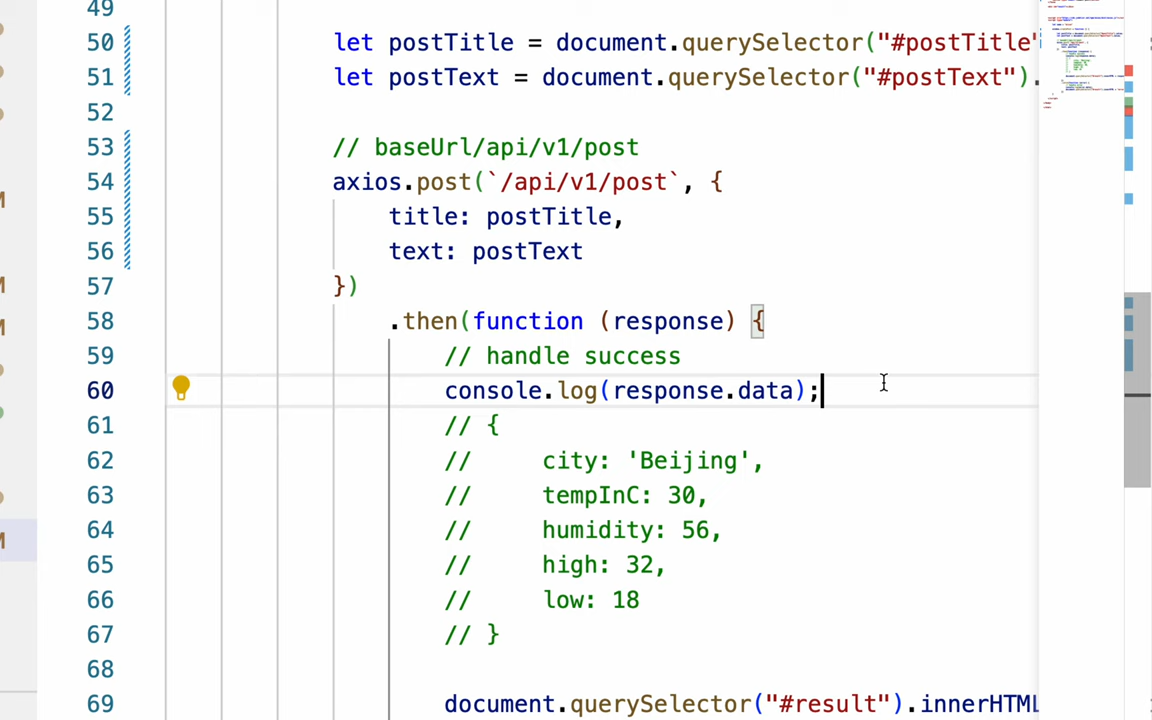 49
50 let postTitle = document.querySelector("#postTitle"
51 let postText = document.querySelector("#postText").
52
53 // baseUrl/api/v1/post
54 axios.post(`/api/v1/post`, {
55 title: postTitle,
56 text: postText
57 })
58 .then(function (response) {
59 // handle success
60 console.log(response.data);
61 // {
62 // city: 'Beijing',
63 // tempInC: 30,
64 // humidity: 56,
65 // high: 32,
66 // low: 18
67 // }
68
69 document.querySelector("#result").innerHTML